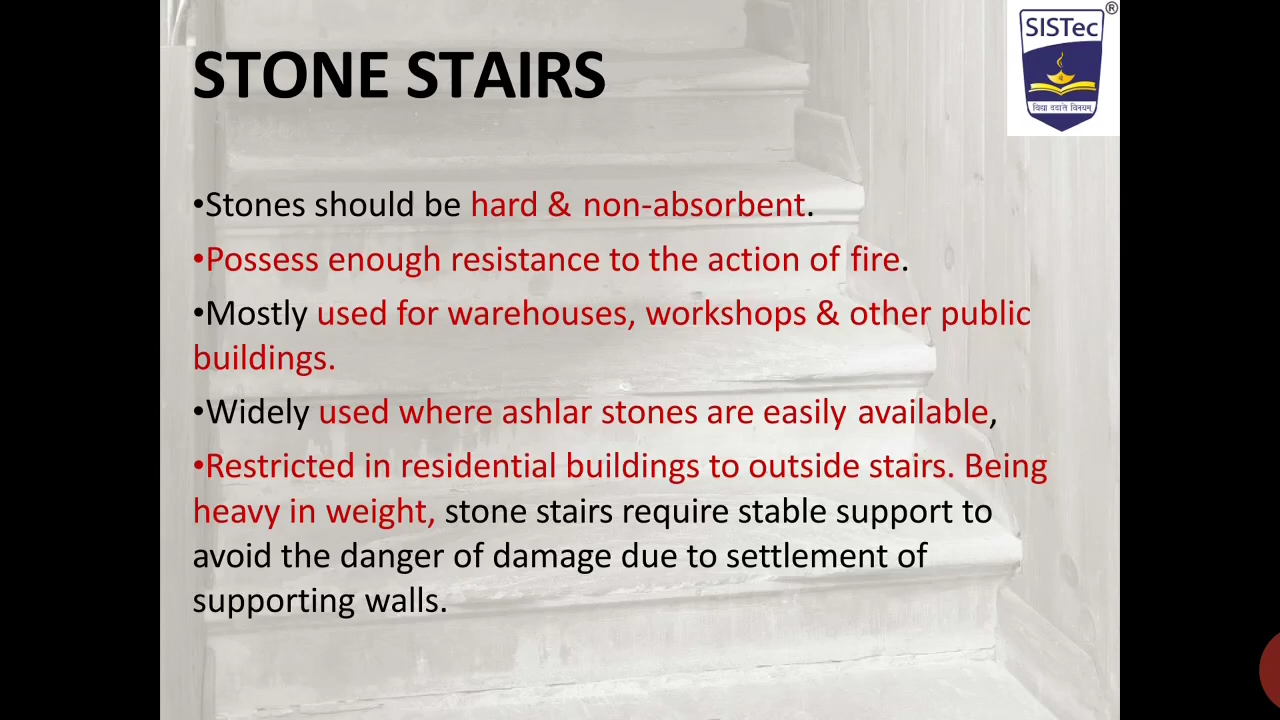 SISTec
®
विद्या ददाति विनयम्
STONE STAIRS
•Stones should be hard & non-absorbent.
•Possess enough resistance to the action of fire.
•Mostly used for warehouses, workshops & other public
buildings.
•Widely used where ashlar stones are easily available,
•Restricted in residential buildings to outside stairs. Being
heavy in weight, stone stairs require stable support to
avoid the danger of damage due to settlement of
supporting walls.